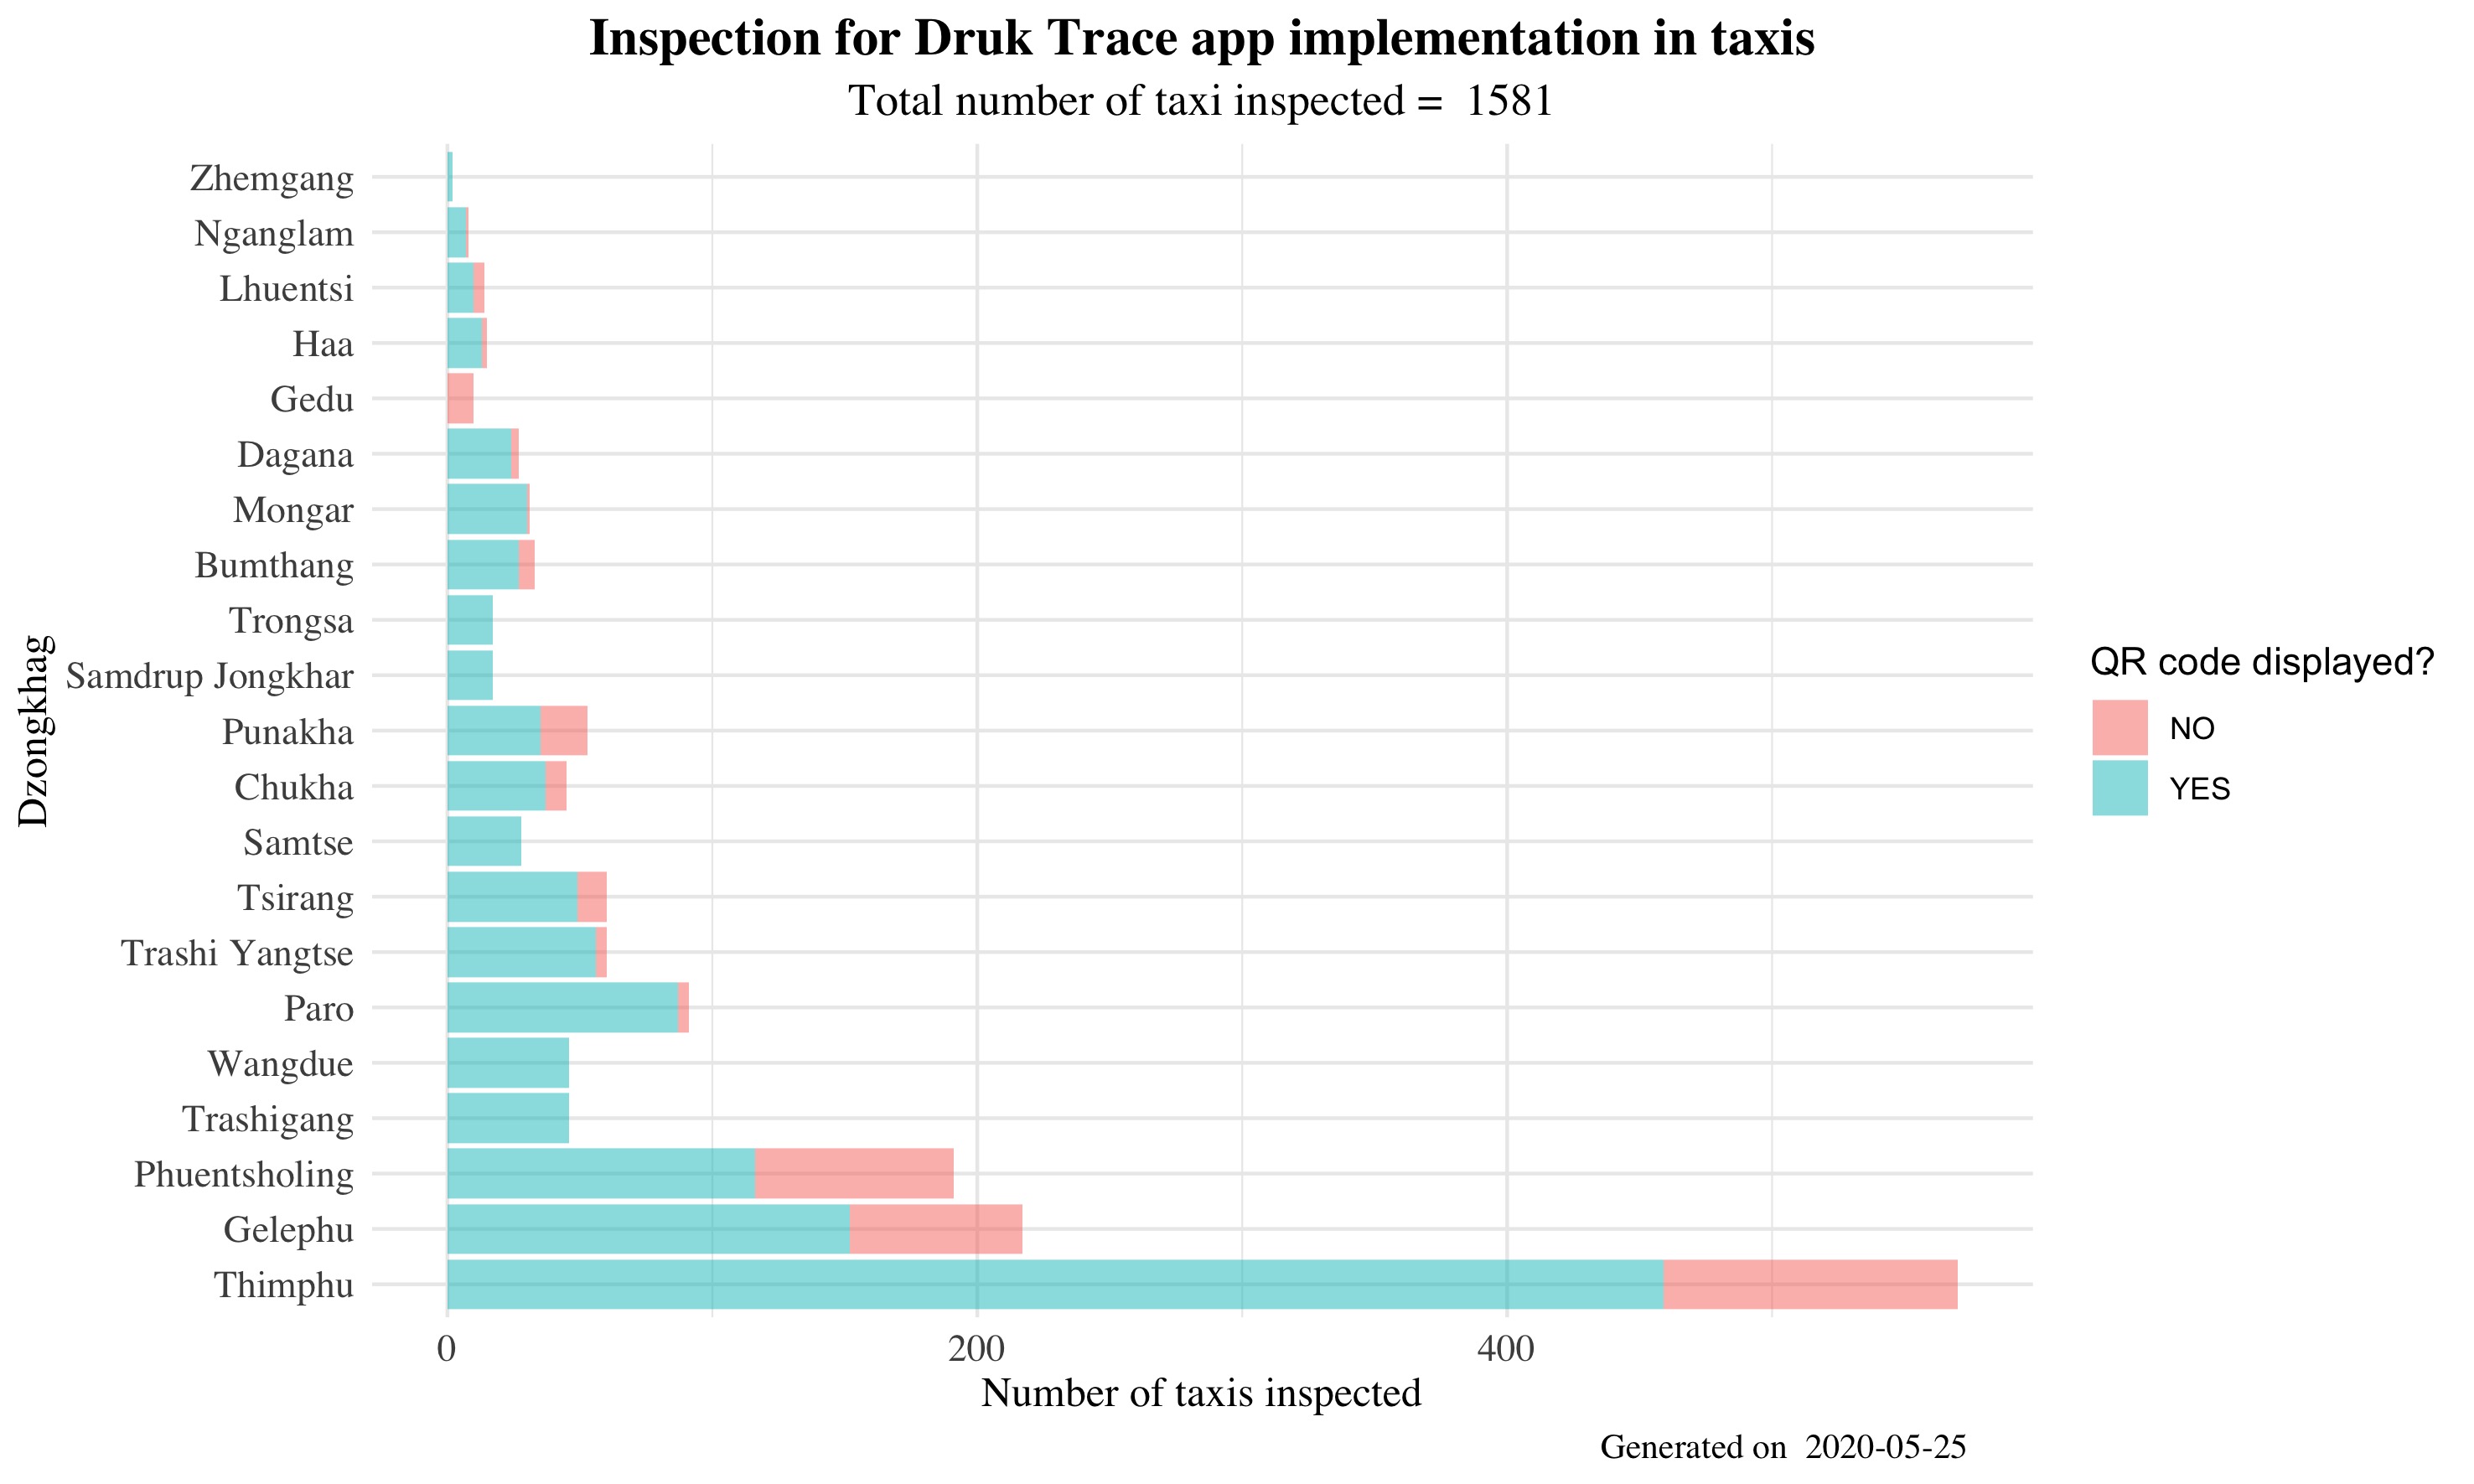 Inspection for Druk Trace app implementation in taxis
Total number of taxi inspected = 1581
Dzongkhag
Zhemgang
Nganglam
Lhuentsi
Haa
Gedu
Dagana
Mongar
Bumthang
Trongsa
Samdrup Jongkhar
Punakha
Chukha
Samtse
Tsirang
Trashi Yangtse
Paro
Wangdue
Trashigang
Phuentsholing
Gelephu
Thimphu
0 200 400
Number of taxis inspected
QR code displayed?
NO
YES
Generated on 2020-05-25